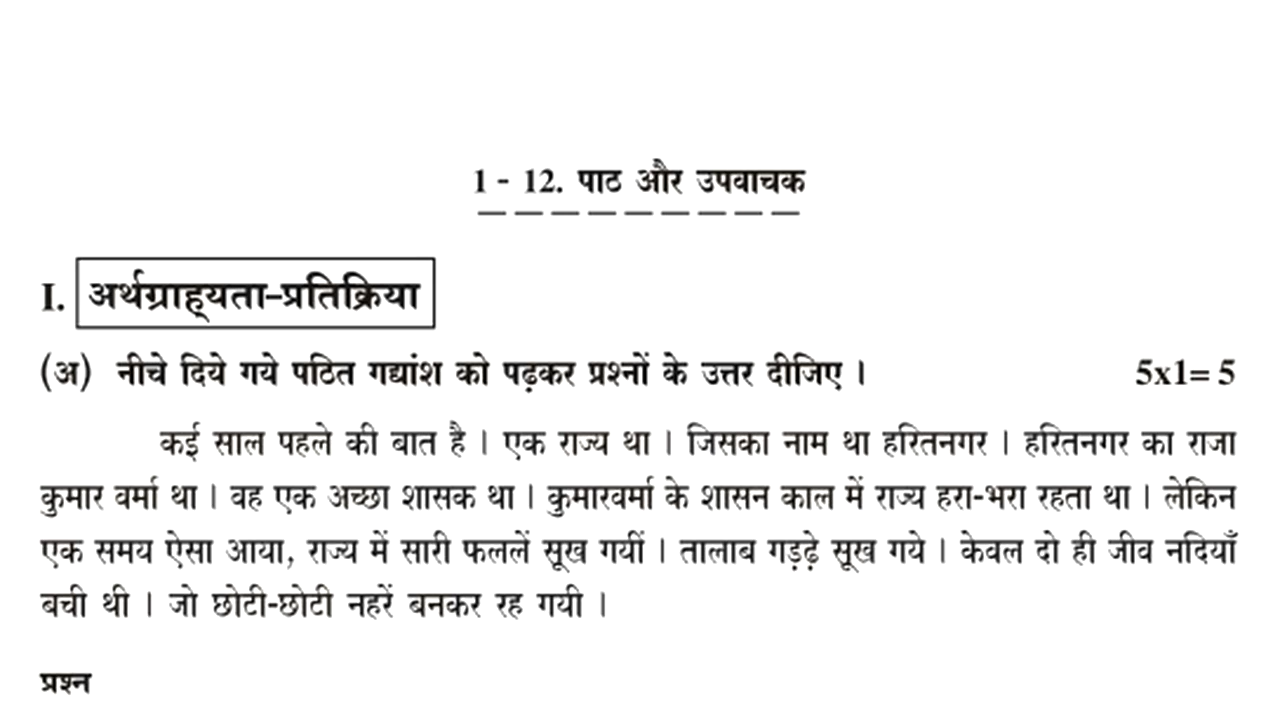 1 - 12. पाठ और उपवाचक
I. अर्थग्राह्यता-प्रतिक्रिया
(अ) नीचे दिये गये पठित गद्यांश को पढ़कर प्रश्नों के उत्तर दीजिए । 5x1= 5
कई साल पहले की बात है । एक राज्य था । जिसका नाम था हरितनगर । हरितनगर का राजा
कुमार वर्मा था । वह एक अच्छा शासक था । कुमारवर्मा के शासन काल में राज्य हरा-भरा रहता था । लेकिन
एक समय ऐसा आया, राज्य में सारी फललें सूख गयीं । तालाब गड़ढ़े सूख गये । केवल दो ही जीव नदियाँ
बची थी । जो छोटी-छोटी नहरें बनकर रह गयी ।
प्रश्न